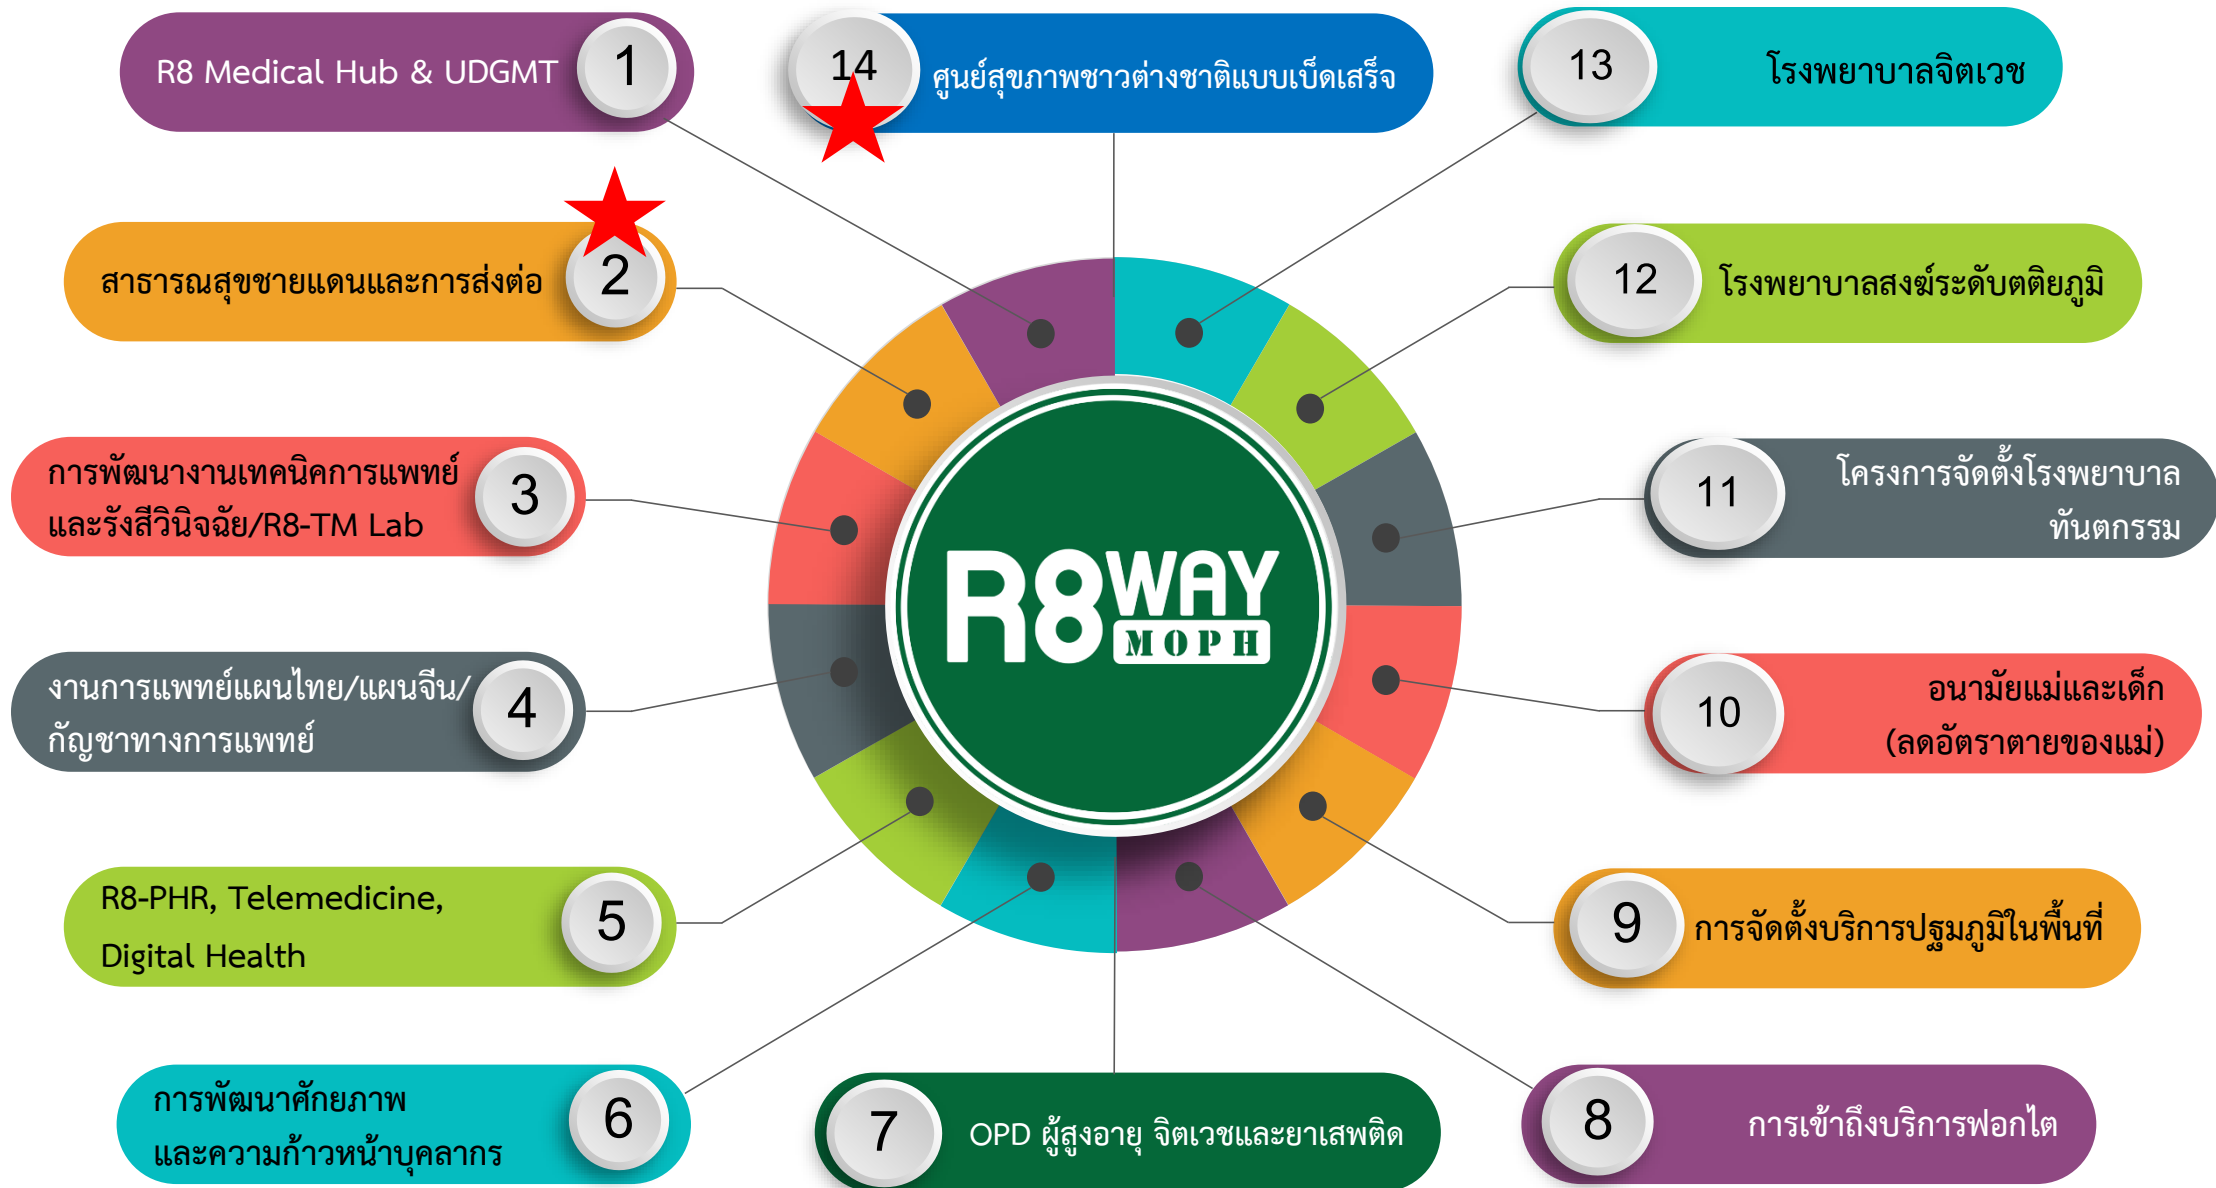 R8 Medical Hub & UDGMT
1
14
ศูนย์สุขภาพชาวต่างชาติแบบเบ็ดเสร็จ
13
โรงพยาบาลจิตเวช
สาธารณสุขชายแดนและการส่งต่อ
2
12
โรงพยาบาลสงฆ์ระดับตติยภูมิ
การพัฒนางานเทคนิคการแพทย์
และรังสีวินิจฉัย/R8-TM Lab
3
11
โครงการจัดตั้งโรงพยาบาล
ทันตกรรม
R8 WAY
MOPH
งานการแพทย์แผนไทย/แผนจีน/
กัญชาทางการแพทย์
4
10
อนามัยแม่และเด็ก
(ลดอัตราตายของแม่)
R8-PHR, Telemedicine,
Digital Health
5
9
การจัดตั้งบริการปฐมภูมิในพื้นที่
การพัฒนาศักยภาพ
และความก้าวหน้าบุคลากร
6
7
OPD ผู้สูงอายุ จิตเวชและยาเสพติด
8
การเข้าถึงบริการฟอกไต